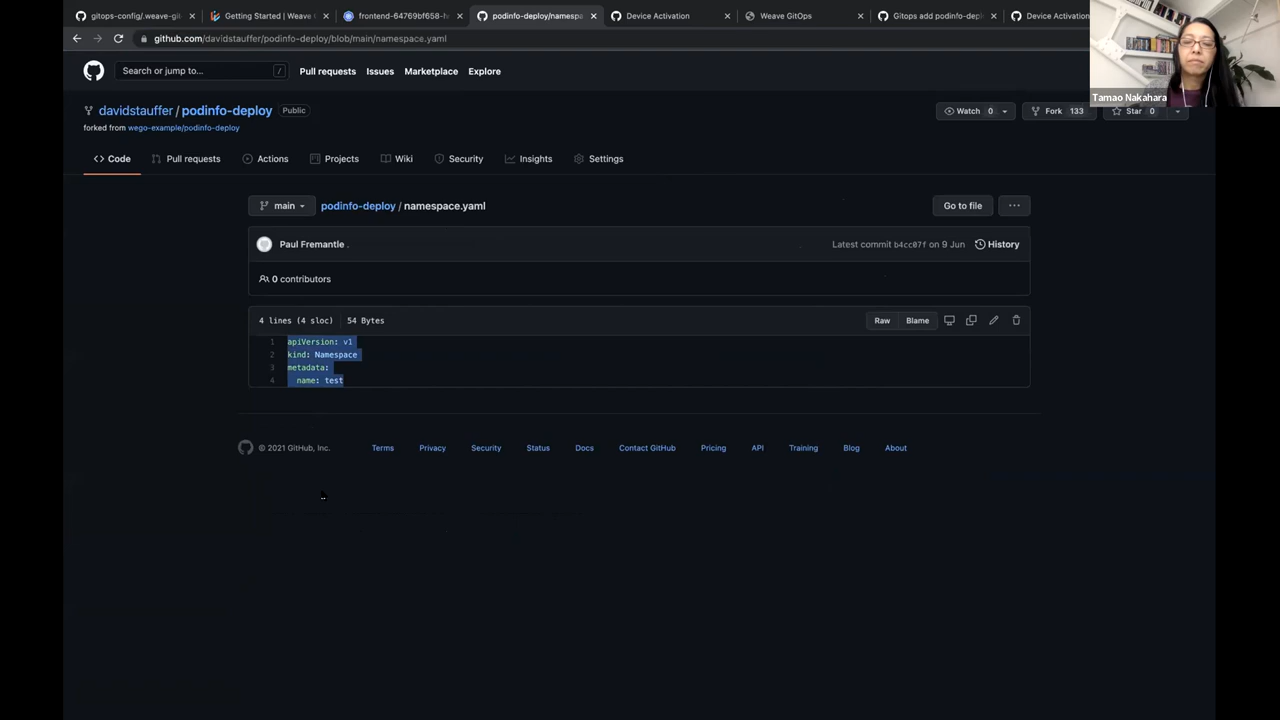 gitops-config/.weave-git
Getting Started | Weave
frontend-64769bf658-h
podinfo-deploy/namespa
Device Activation
Weave GitOps
Gitops add podinfo-dep
Device Activation
github.com/davidstauffer/podinfo-deploy/blob/main/namespace.yaml
Tamao Nakahara
Search or jump to...
/
Pull requests
Issues
Marketplace
Explore
davidstauffer / podinfo-deploy Public
Watch 0
Fork 133
Star 0
forked from wego-example/podinfo-deploy
Code
Pull requests
Actions
Projects
Wiki
Security
Insights
Settings
main
podinfo-deploy / namespace.yaml
Go to file
...
Paul Fremantle .
Latest commit b4cc07f on 9 Jun
History
0 contributors
4 lines (4 sloc) 54 Bytes
Raw
Blame
1 apiVersion: v1
2 kind: Namespace
3 metadata:
4 name: test
© 2021 GitHub, Inc.
Terms
Privacy
Security
Status
Docs
Contact GitHub
Pricing
API
Training
Blog
About